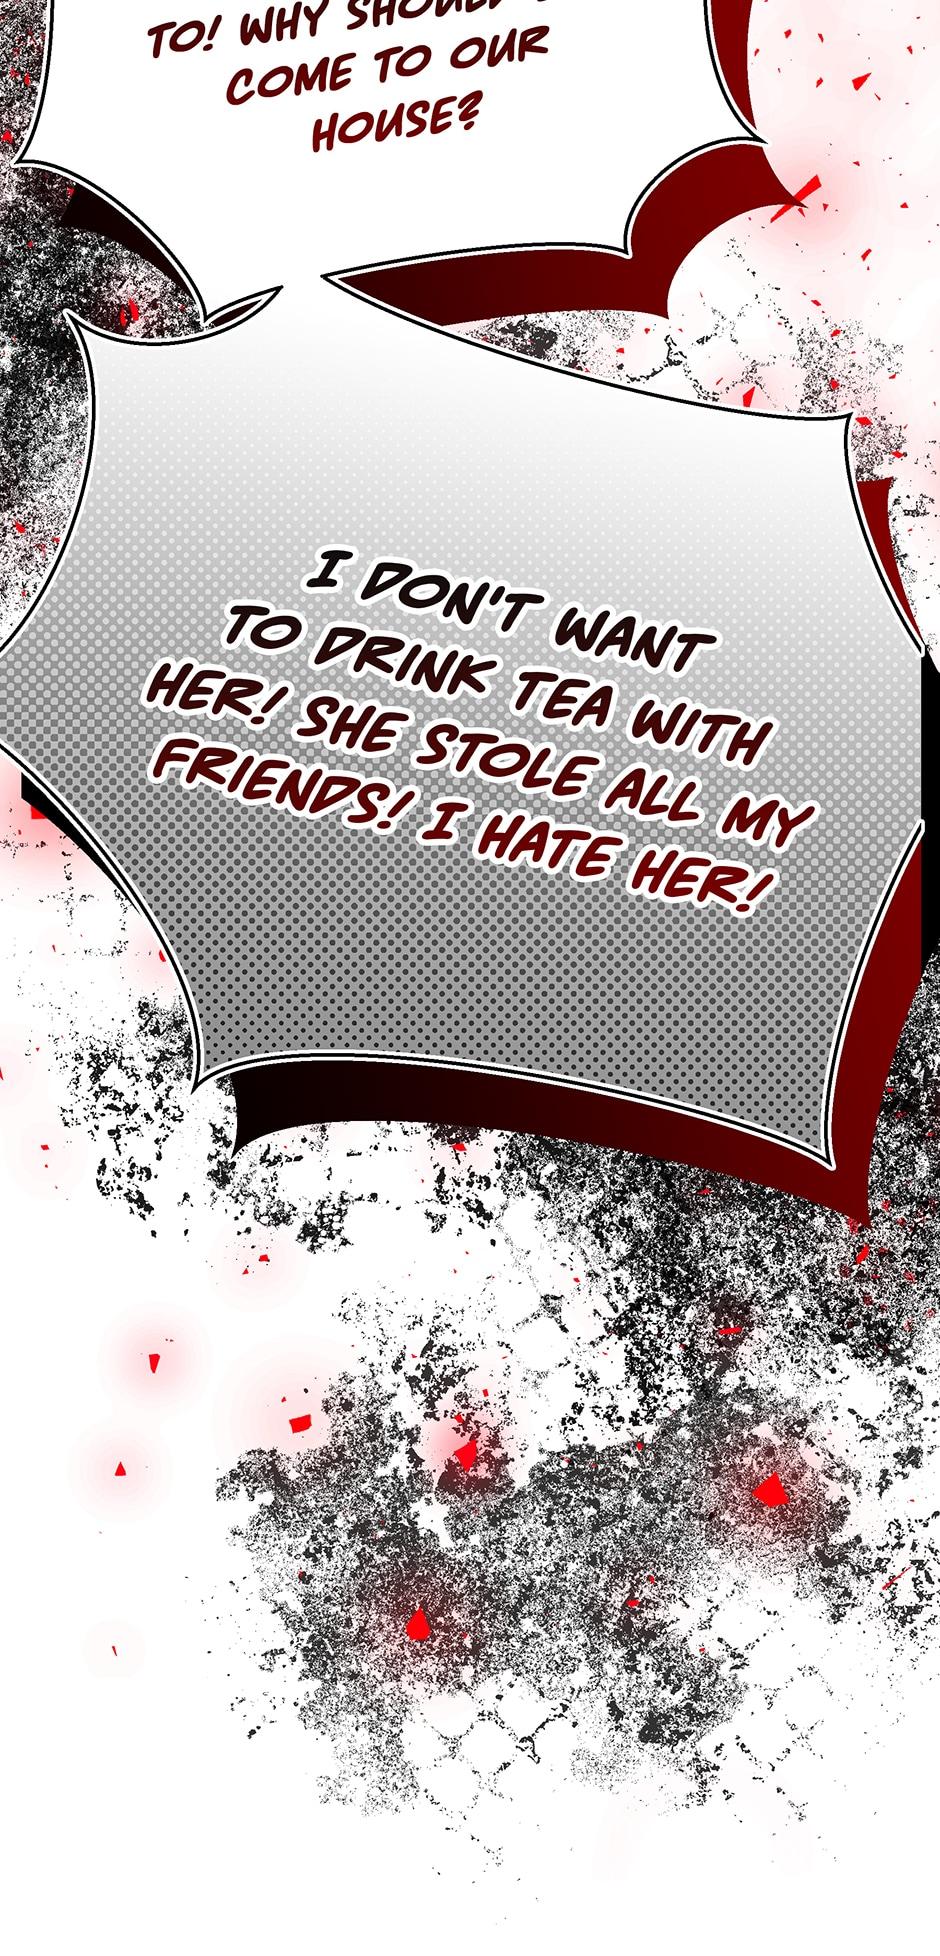 TO! WHY SHOULD
COME TO OUR
HOUSE?
I DON'T WANT
TO DRINK TEA WITH
HER! SHE STOLE ALL MY
FRIENDS! I HATE HER!